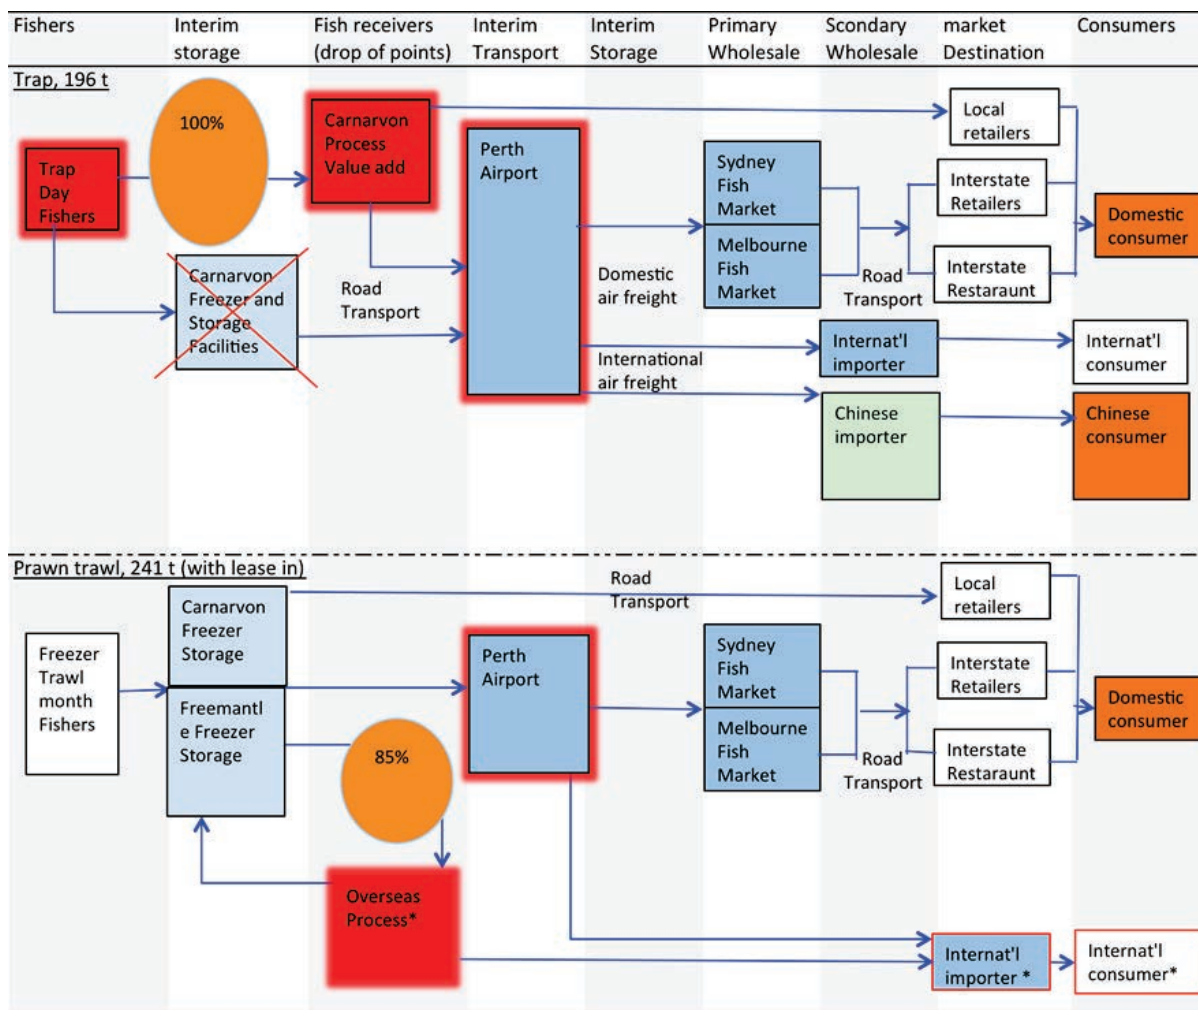 Fishers
Interim
storage
Fish receivers
(drop of points)
Interim
Transport
Interim
Storage
Primary
Wholesale
Scondary
Wholesale
market
Destination
Consumers
Trap, 196 t
100%
Trap
Day
Fishers
Carnarvon
Process
Value add
Carnarvon
Freezer and
Storage
Facilities
Road
Transport
Perth
Airport
Domestic
air freight
International
air freight
Sydney
Fish
Market
Melbourne
Fish
Market
Road
Transport
Internat'l
importer
Chinese
importer
Local
retailers
Interstate
Retailers
Interstate
Restaraunt
Domestic
consumer
Internat'l
consumer
Chinese
consumer
Prawn trawl, 241 t (with lease in)
Freezer
Trawl
month
Fishers
Carnarvon
Freezer
Storage
Freemantl
e Freezer
Storage
85%
Overseas
Process*
Perth
Airport
Road
Transport
Sydney
Fish
Market
Melbourne
Fish
Market
Road
Transport
Local
retailers
Interstate
Retailers
Interstate
Restaraunt
Domestic
consumer
Internat'l
importer *
Internat'l
consumer*